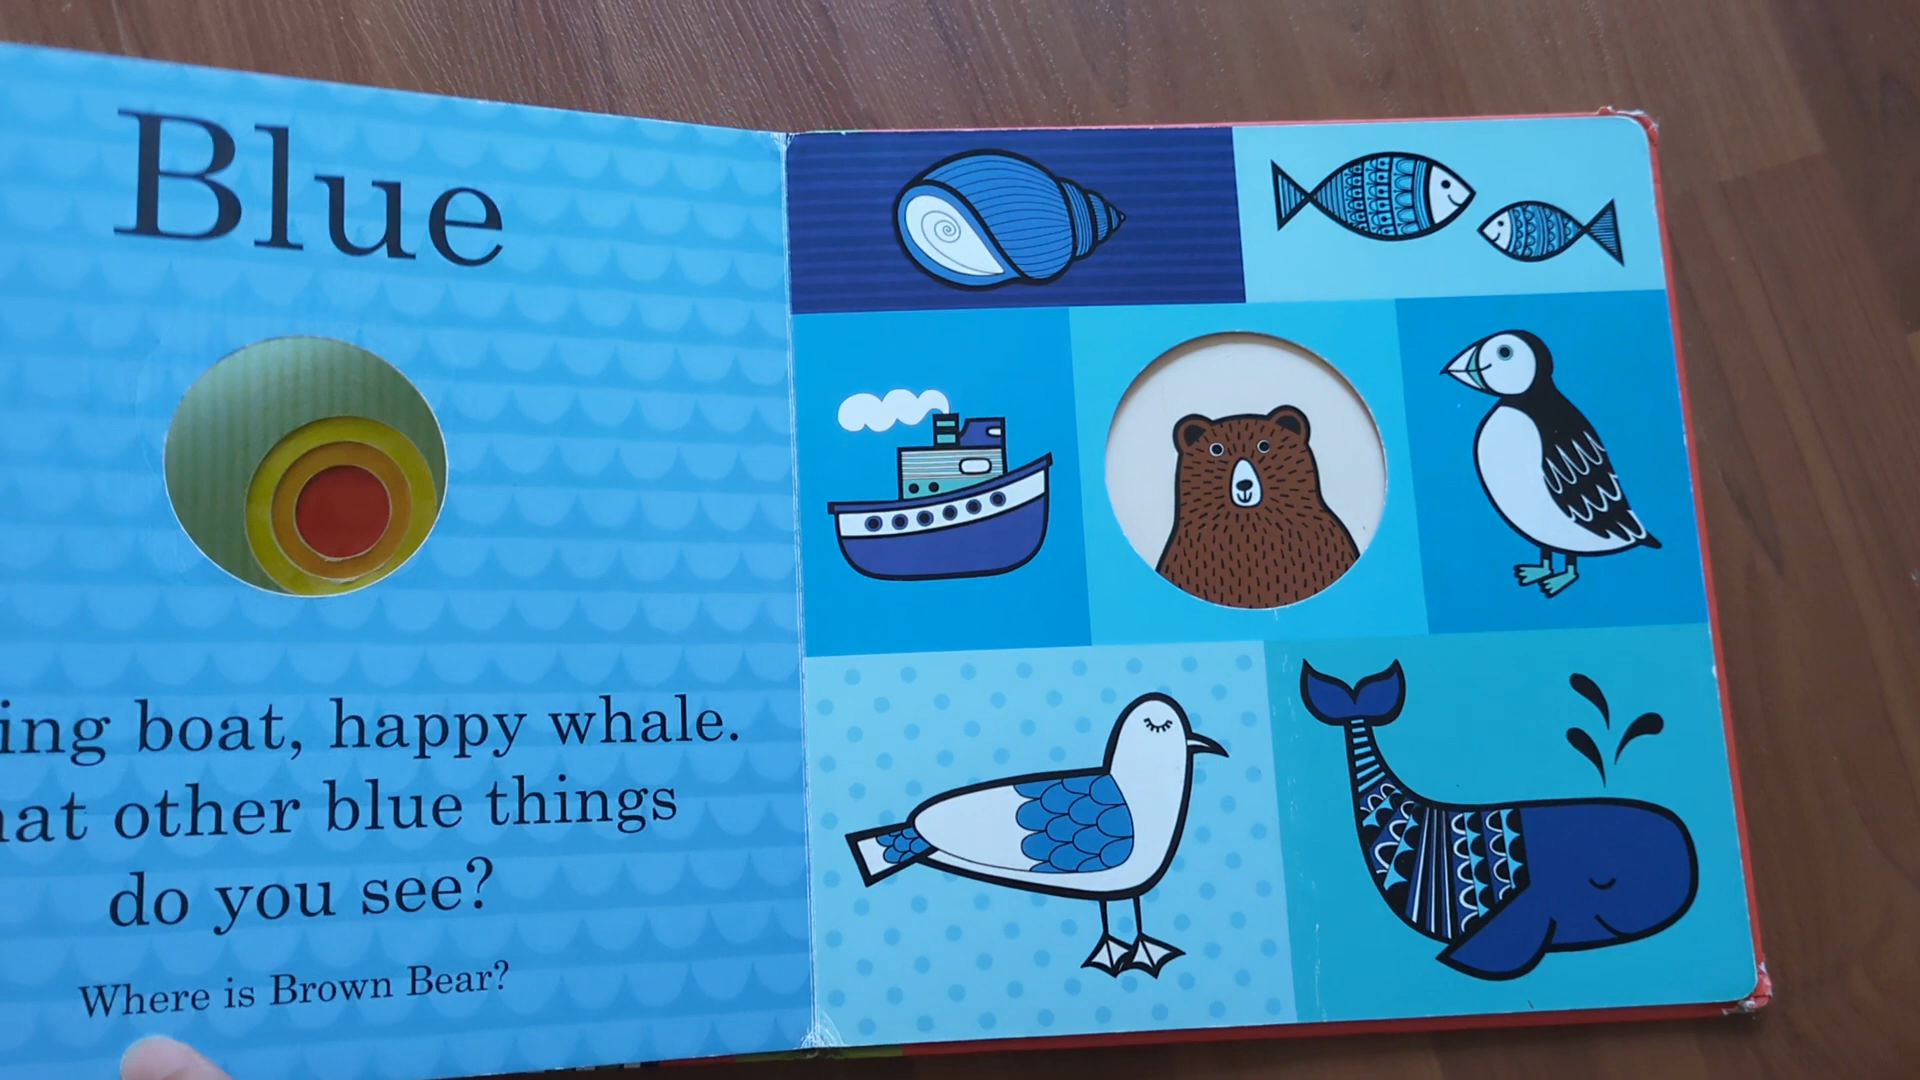 Blue
ing boat, happy whale.
at other blue things
do you see?
Where is Brown Bear?